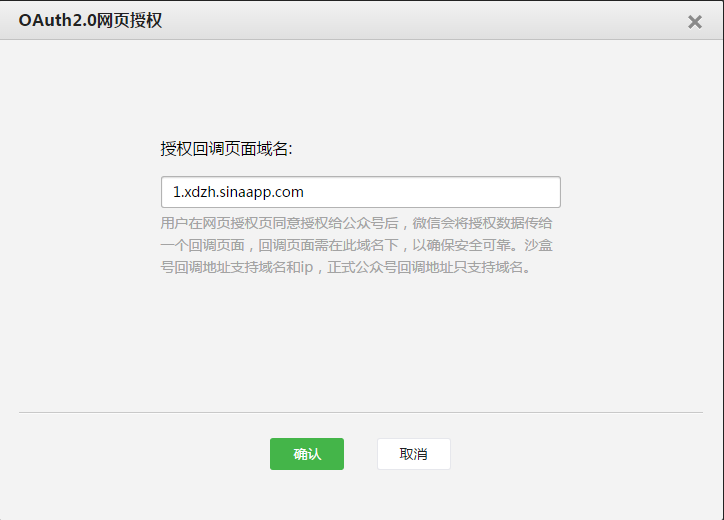 OAuth2.0网页授权
授权回调页面域名:
1.xdzh.sinaapp.com
用户在网页授权页同意授权给公众号后，微信会将授权数据传给
一个回调页面，回调页面需在此域名下，以确保安全可靠。沙盒
号回调地址支持域名和ip，正式公众号回调地址只支持域名。
确认
取消